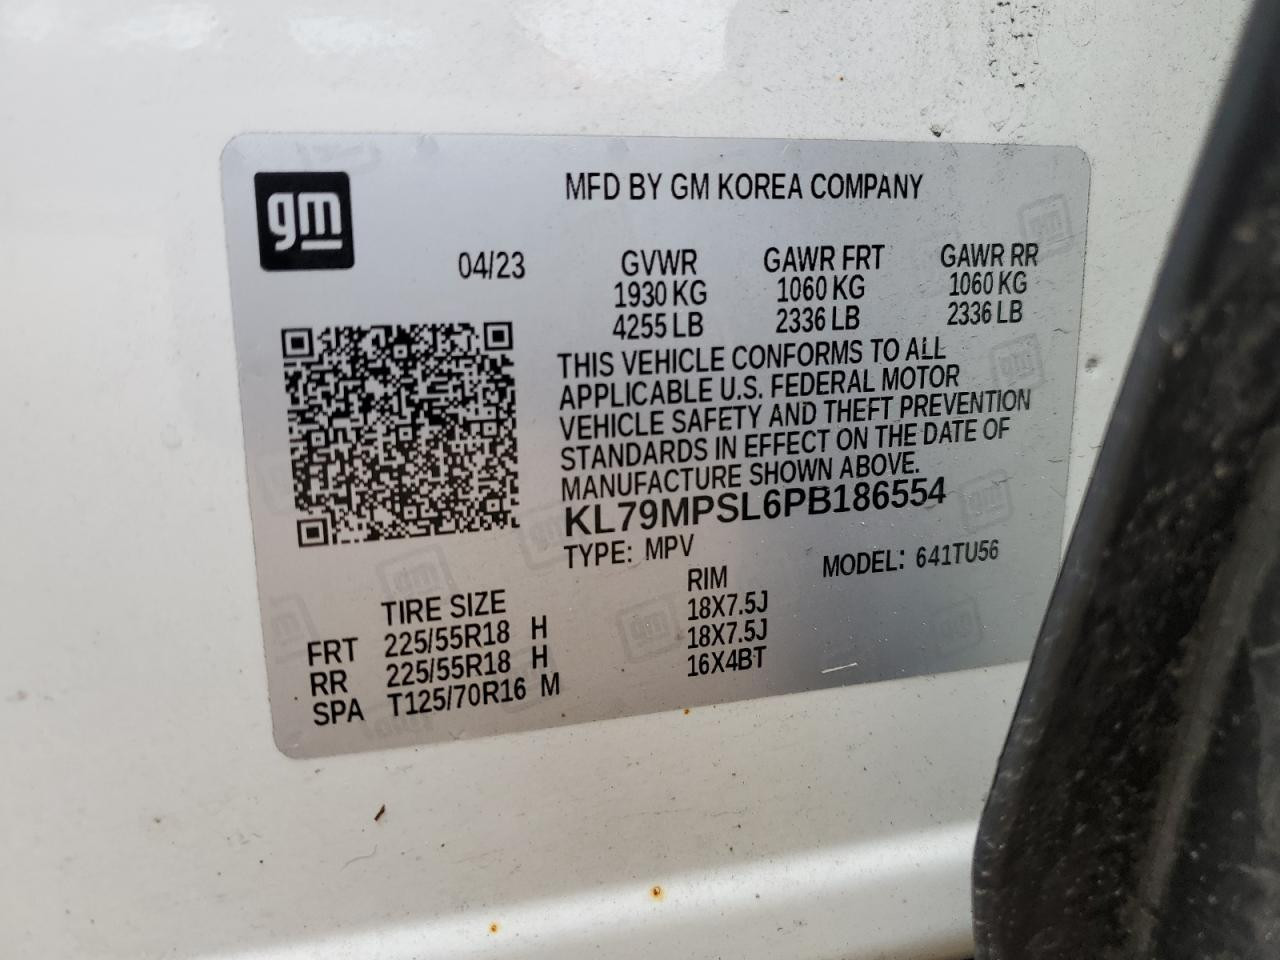 gm
MFD BY GM KOREA COMPANY
04/23 GVWR GAWR FRT GAWR RR
1930 KG 1060 KG 1060 KG
4255 LB 2336 LB 2336 LB
THIS VEHICLE CONFORMS TO ALL
APPLICABLE U.S. FEDERAL MOTOR
VEHICLE SAFETY AND THEFT PREVENTION
STANDARDS IN EFFECT ON THE DATE OF
MANUFACTURE SHOWN ABOVE.
KL79MPSL6PB186554
TYPE: MPV MODEL: 641TU56
TIRE SIZE RIM
FRT 225/55R18 H 18X7.5J
RR 225/55R18 H 18X7.5J
SPA T125/70R16 M 16X4BT